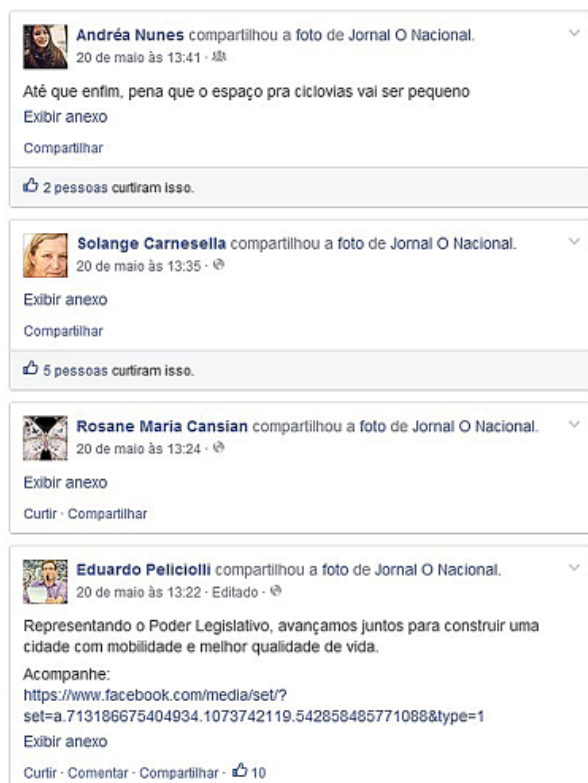 Andréa Nunes compartilhou a foto de Jornal O Nacional.
20 de maio às 13:41 ·
Até que enfim, pena que o espaço pra ciclovias vai ser pequeno
Exibir anexo
Compartilhar
2 pessoas curtiram isso.
Solange Carnesella compartilhou a foto de Jornal O Nacional.
20 de maio às 13:35 ·
Exibir anexo
Compartilhar
5 pessoas curtiram isso.
Rosane Maria Cansian compartilhou a foto de Jornal O Nacional.
20 de maio às 13:24 ·
Exibir anexo
Curtir · Compartilhar
Eduardo Peliciolli compartilhou a foto de Jornal O Nacional.
20 de maio às 13:22 · Editado ·
Representando o Poder Legislativo, avançamos juntos para construir uma
cidade com mobilidade e melhor qualidade de vida.
Acompanhe:
https://www.facebook.com/media/set/?
set=a.713186675404934.1073742119.542858485771088&type=1
Exibir anexo
Curtir · Comentar · Compartilhar · 10